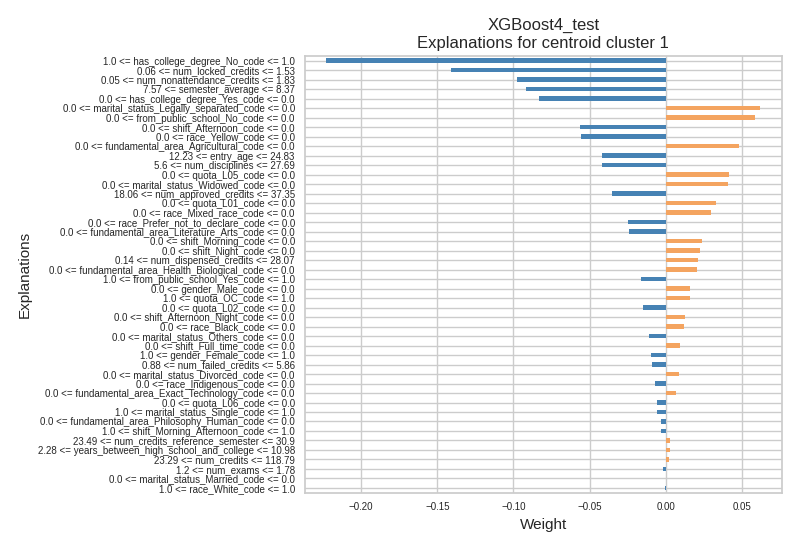 XGBoost4_test
Explanations for centroid cluster 1
1.0 <= has_college_degree_No_code <= 1.0
0.06 <= num_locked_credits <= 1.53
0.05 <= num_nonattendance_credits <= 1.83
7.57 <= semester_average <= 8.37
0.0 <= has_college_degree_Yes_code <= 0.0
0.0 <= marital_status_Legally_separated_code <= 0.0
0.0 <= from_public_school_No_code <= 0.0
0.0 <= shift_Afternoon_code <= 0.0
0.0 <= race_Yellow_code <= 0.0
0.0 <= fundamental_area_Agricultural_code <= 0.0
12.23 <= entry_age <= 24.83
5.6 <= num_disciplines <= 27.69
0.0 <= quota_L05_code <= 0.0
0.0 <= marital_status_Widowed_code <= 0.0
18.06 <= num_approved_credits <= 37.35
0.0 <= quota_L01_code <= 0.0
0.0 <= race_Mixed_race_code <= 0.0
0.0 <= race_Prefer_not_to_declare_code <= 0.0
0.0 <= fundamental_area_Literature_Arts_code <= 0.0
0.0 <= shift_Morning_code <= 0.0
0.0 <= shift_Night_code <= 0.0
0.14 <= num_dispensed_credits <= 28.07
0.0 <= fundamental_area_Health_Biological_code <= 0.0
1.0 <= from_public_school_Yes_code <= 1.0
0.0 <= gender_Male_code <= 0.0
1.0 <= quota_OC_code <= 1.0
0.0 <= quota_L02_code <= 0.0
0.0 <= shift_Afternoon_Night_code <= 0.0
0.0 <= race_Black_code <= 0.0
0.0 <= marital_status_Others_code <= 0.0
0.0 <= shift_Full_time_code <= 0.0
1.0 <= gender_Female_code <= 1.0
0.88 <= num_failed_credits <= 5.86
0.0 <= marital_status_Divorced_code <= 0.0
0.0 <= race_Indigenous_code <= 0.0
0.0 <= fundamental_area_Exact_Technology_code <= 0.0
0.0 <= quota_L06_code <= 0.0
1.0 <= marital_status_Single_code <= 1.0
0.0 <= fundamental_area_Philosophy_Human_code <= 0.0
1.0 <= shift_Morning_Afternoon_code <= 1.0
23.49 <= num_credits_reference_semester <= 30.9
2.28 <= years_between_high_school_and_college <= 10.98
23.29 <= num_credits <= 118.79
1.2 <= num_exams <= 1.78
0.0 <= marital_status_Married_code <= 0.0
1.0 <= race_White_code <= 1.0
Explanations
−0.20
−0.15
−0.10
−0.05
0.00
0.05
Weight